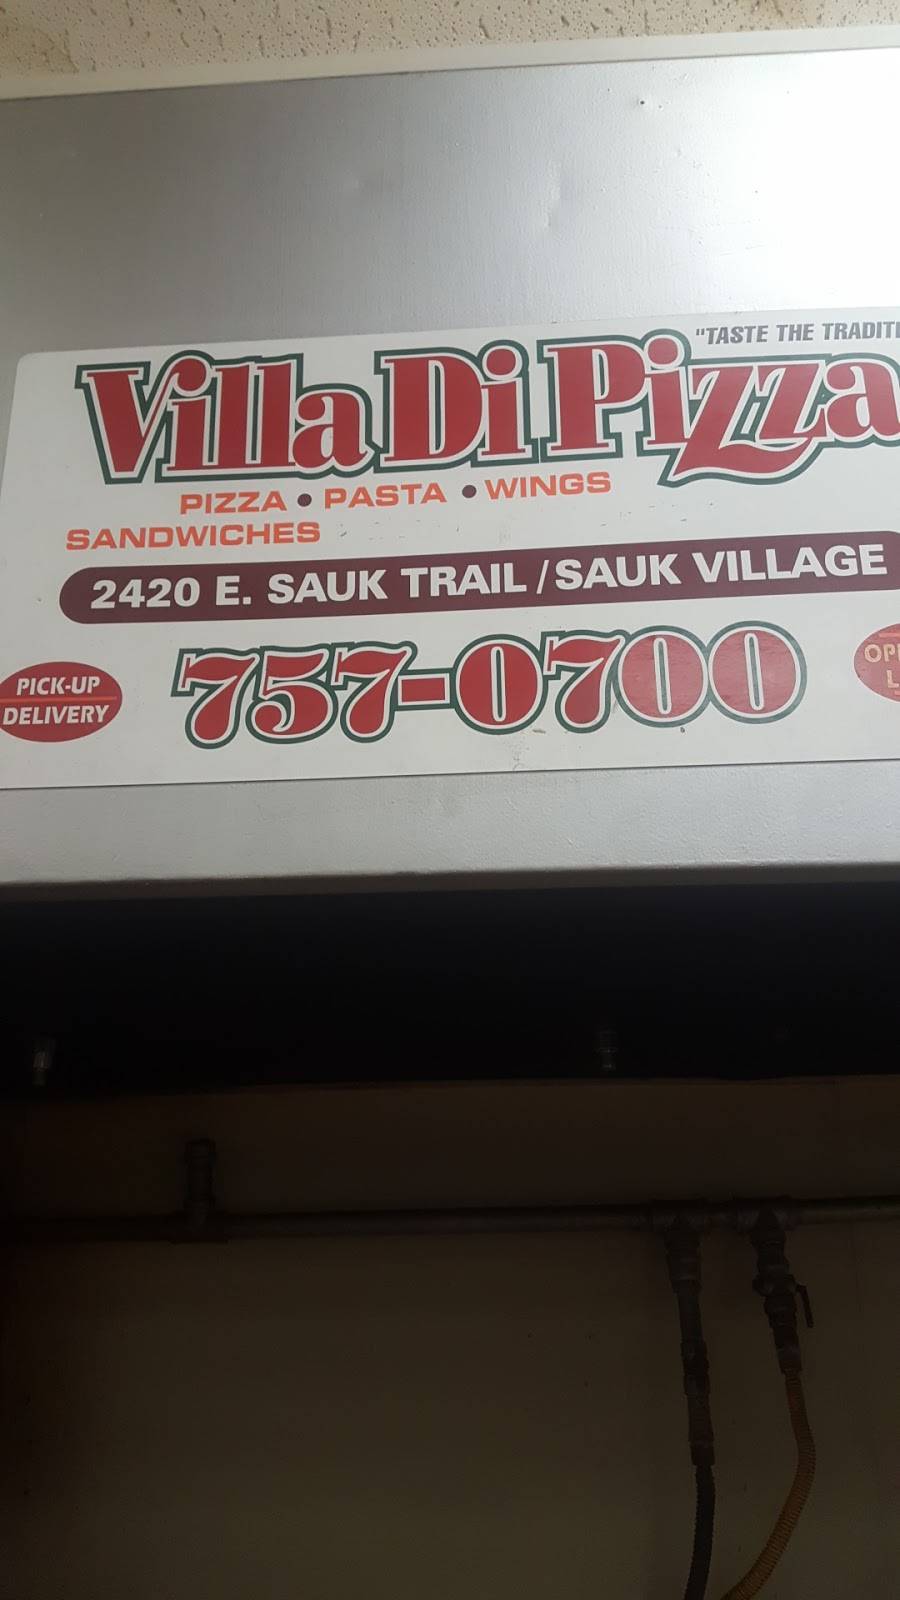 "TASTE THE TRADITI
Villa Di Pizza
PIZZA • PASTA • WINGS
SANDWICHES
2420 E. SAUK TRAIL / SAUK VILLAGE
PICK-UP
DELIVERY
757-0700